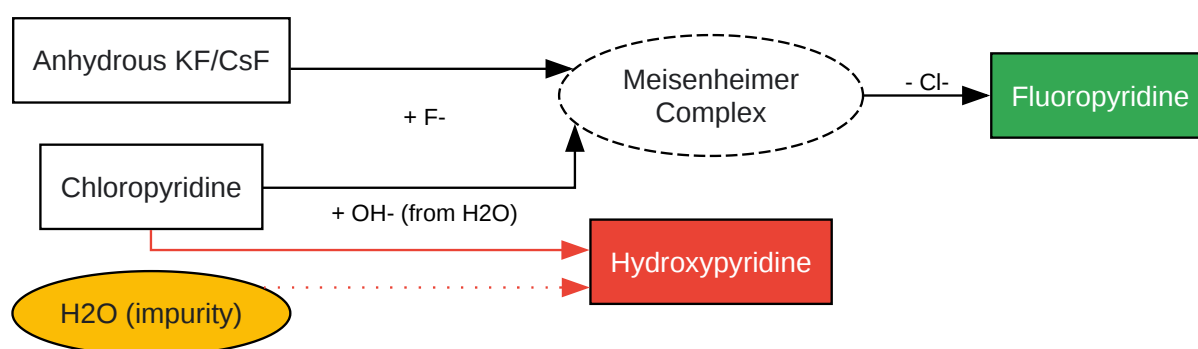 Anhydrous KF/CsF
Meisenheimer
Complex
- Cl-
Fluoropyridine
+ F-
Chloropyridine
+ OH- (from H2O)
Hydroxypyridine
H2O (impurity)